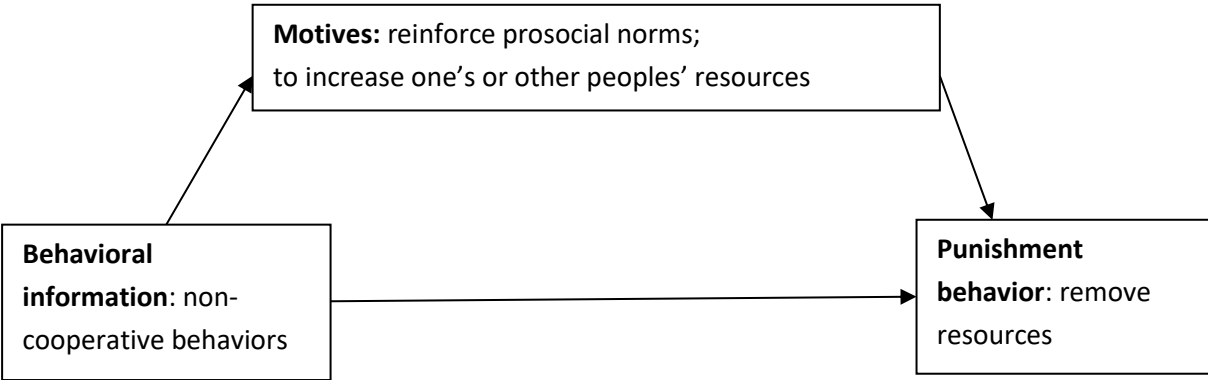 Motives: reinforce prosocial norms;
to increase one’s or other peoples’ resources
Behavioral
information: non-
cooperative behaviors
Punishment
behavior: remove
resources